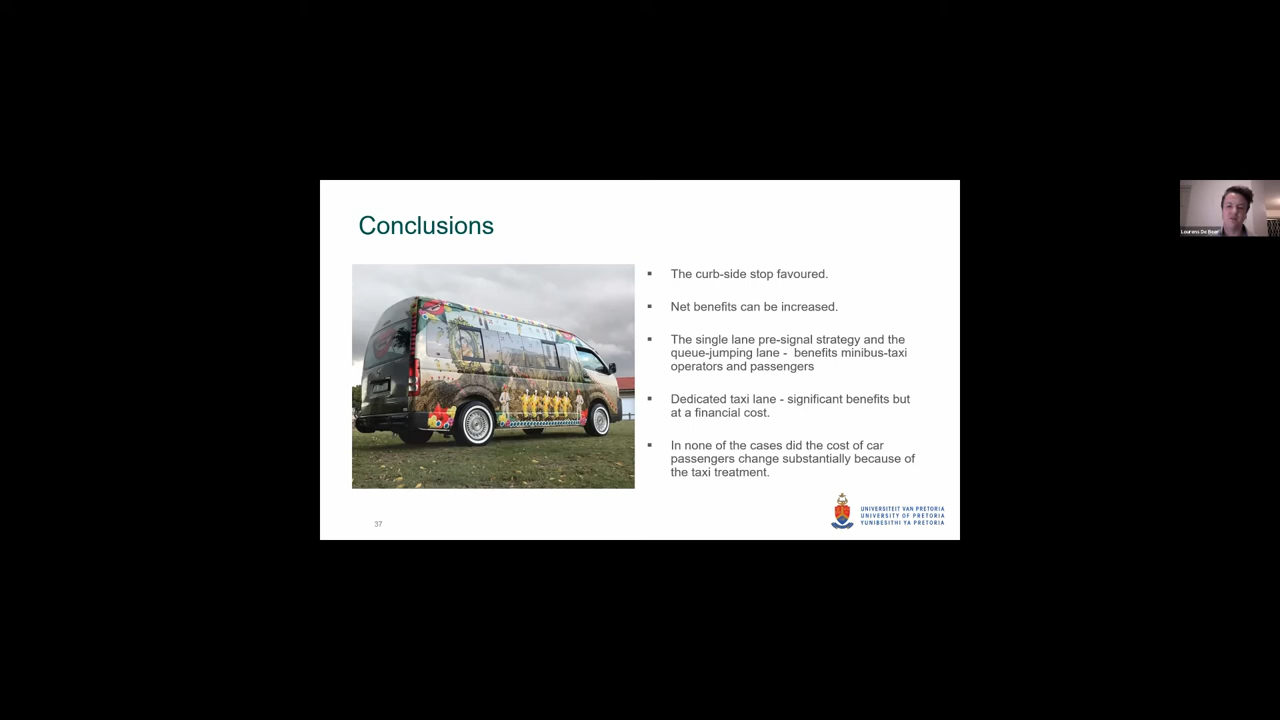 Conclusions
▪ The curb-side stop favoured.
▪ Net benefits can be increased.
▪ The single lane pre-signal strategy and the
queue-jumping lane - benefits minibus-taxi
operators and passengers
▪ Dedicated taxi lane - significant benefits but
at a financial cost.
▪ In none of the cases did the cost of car
passengers change substantially because of
the taxi treatment.
37
UNIVERSITEIT VAN PRETORIA
UNIVERSITY OF PRETORIA
YUNIBESITHI YA PRETORIA
Lourens De Beer